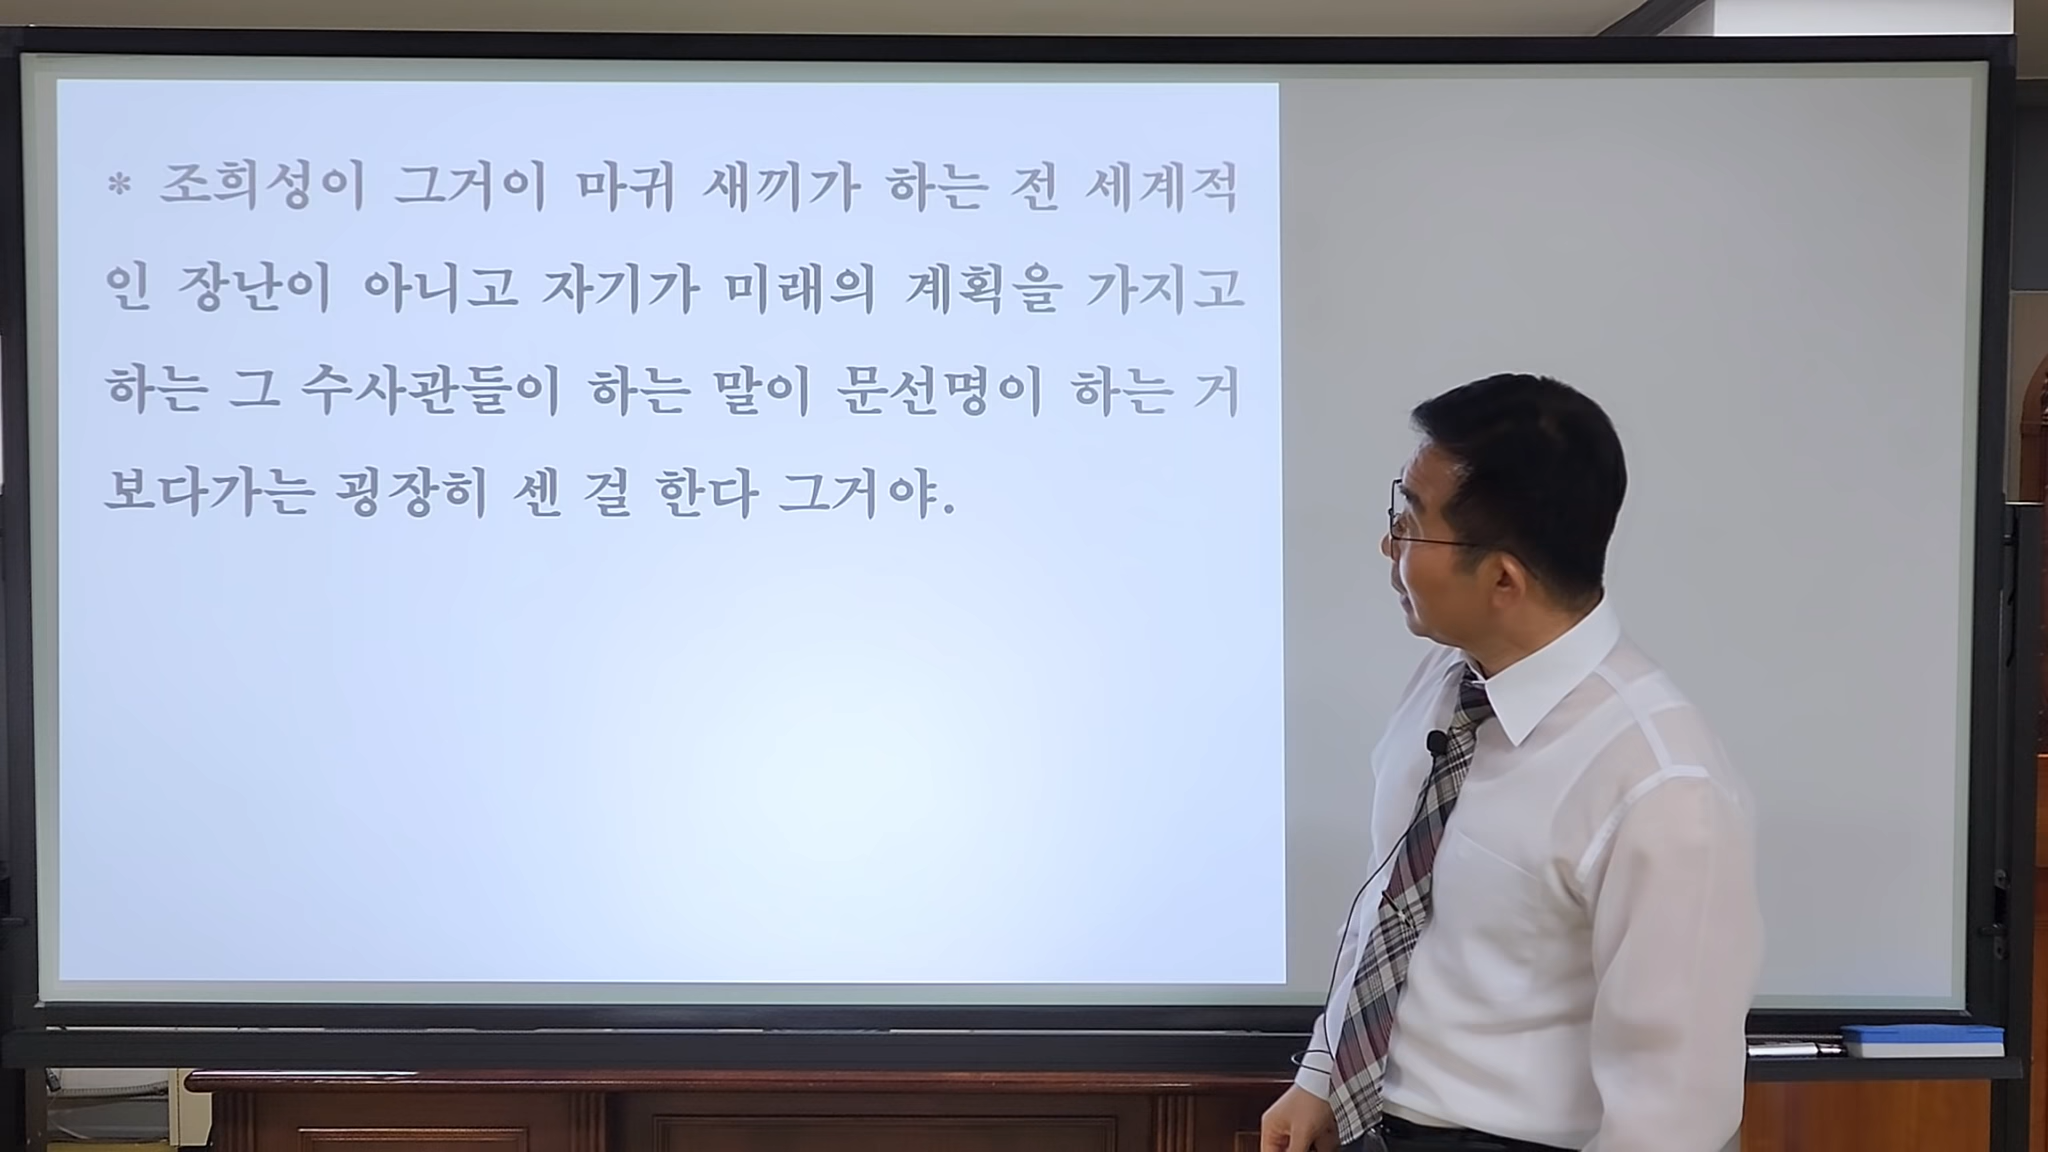 * 조희성이 그거이 마귀 새끼가 하는 전 세계적
인 장난이 아니고 자기가 미래의 계획을 가지고
하는 그 수사관들이 하는 말이 문선명이 하는 거
보다가는 굉장히 센 걸 한다 그거야.